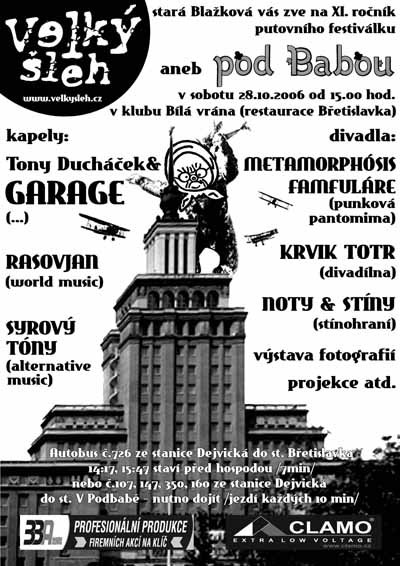 velký
šleh
www.velkysleh.cz
stará Blažková vás zve na XI. ročník
putovního festiválku
aneb pod Babou
v sobotu 28.10.2006 od 15.00 hod.
v klubu Bílá vrána (restaurace Břetislavka)
kapely:
Tony Ducháček&
GARAGE
(...)
RASOVJAN
(world music)
SYROVÝ
TÓNY
(alternative
music)
divadla:
METAMORPHÓSIS
FAMFULÁRE
(punková
pantomima)
KRVIK TOTR
(divadílna)
NOTY & STÍNY
(stínohraní)
výstava fotografií
projekce atd.
Autobus č.726 ze stanice Dejvická do st. Břetislavka
14:17, 15:47 staví před hospodou /7min/
nebo č.107, 147, 350, 160 ze stanice Dejvická
do st. V Podbabě - nutno dojít /jezdí každých 10 min/
PROFESIONÁLNÍ PRODUKCE
FIREMNÍCH AKCÍ NA KLÍČ
CLAMO
EXTRA LOW VOLTAGE
www.clamo.cz